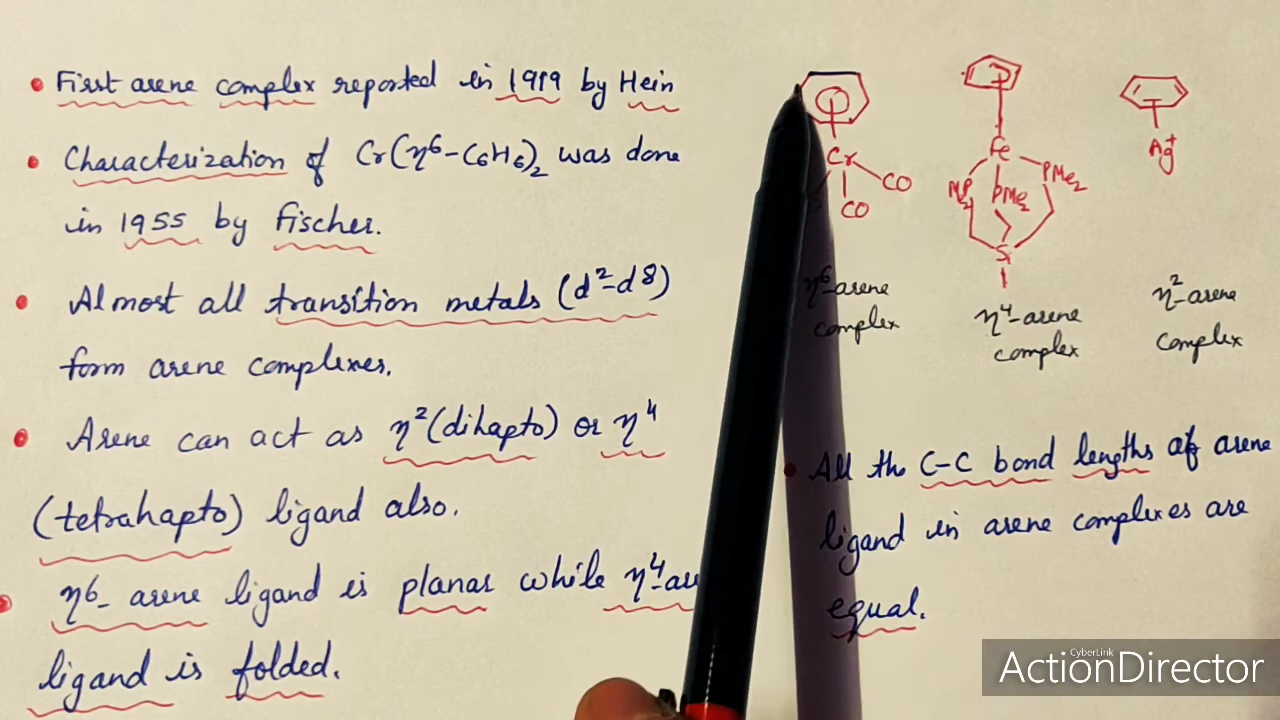 • First arene complex reported in 1919 by Hein
• Characterization of Cr(η6-C6H6)2 was done
in 1955 by Fischer.
• Almost all transition metals (d2-d8)
form arene complexes.
• Arene can act as η2(dihapto) or η4
(tetrahapto) ligand also.
• η6- arene ligand is planar while η4-are
ligand is folded.
Cr
CO
CO
η6-arene
complex
Fe
PMe2
PMe2
Si
η4-arene
complex
Ag+
η2-arene
complex
• All the C-C bond lengths of arene
ligand in arene complexes are
equal.
CyberLink
ActionDirector